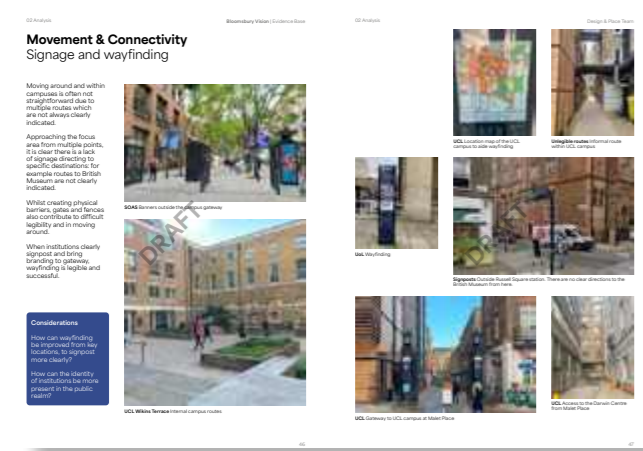 02 Analysis
Bloomsbury Vision | Evidence Base
Movement & Connectivity
Signage and wayfinding
Moving around and within
campuses is often not
straightforward due to
multiple routes which
are not always clearly
indicated.
Approaching the focus
area from multiple points,
it is clear there is a lack
of signage directing to
specific destinations: for
example routes to British
Museum are not clearly
indicated.
Whilst creating physical
barriers, gates and fences
also contribute to difficult
legibility and in moving
around.
When institutions clearly
signpost and bring
branding to gateway,
wayfinding is legible and
successful.
Considerations
How can wayfinding
be improved from key
locations, to signpost
more clearly?
How can the identity
of institutions be more
present in the public
realm?
SOAS Banners outside the campus gateway
DRAFT
UCL Wikins Terrace Internal campus routes
46
02 Analysis
Design & Place Team
UCL Location map of the UCL
campus to aide wayfinding
Unlegible routes Informal route
within UCL campus
UoL Wayfinding
Signposts Outside Russell Square station. There are no clear directions to the
British Museum from here.
UCL Gateway to UCL campus at Malet Place
UCL Access to the Darwin Centre
from Malet Place
47